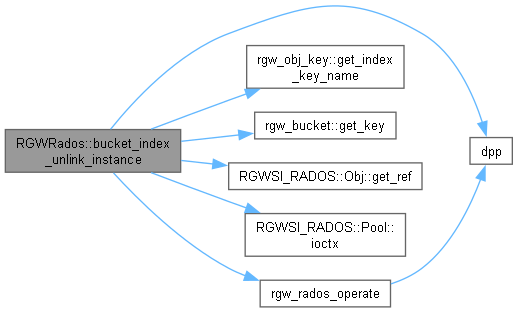 RGWRados::bucket_index
_unlink_instance
rgw_obj_key::get_index
_key_name
rgw_bucket::get_key
RGWSI_RADOS::Obj::get_ref
RGWSI_RADOS::Pool::
ioctx
rgw_rados_operate
dpp